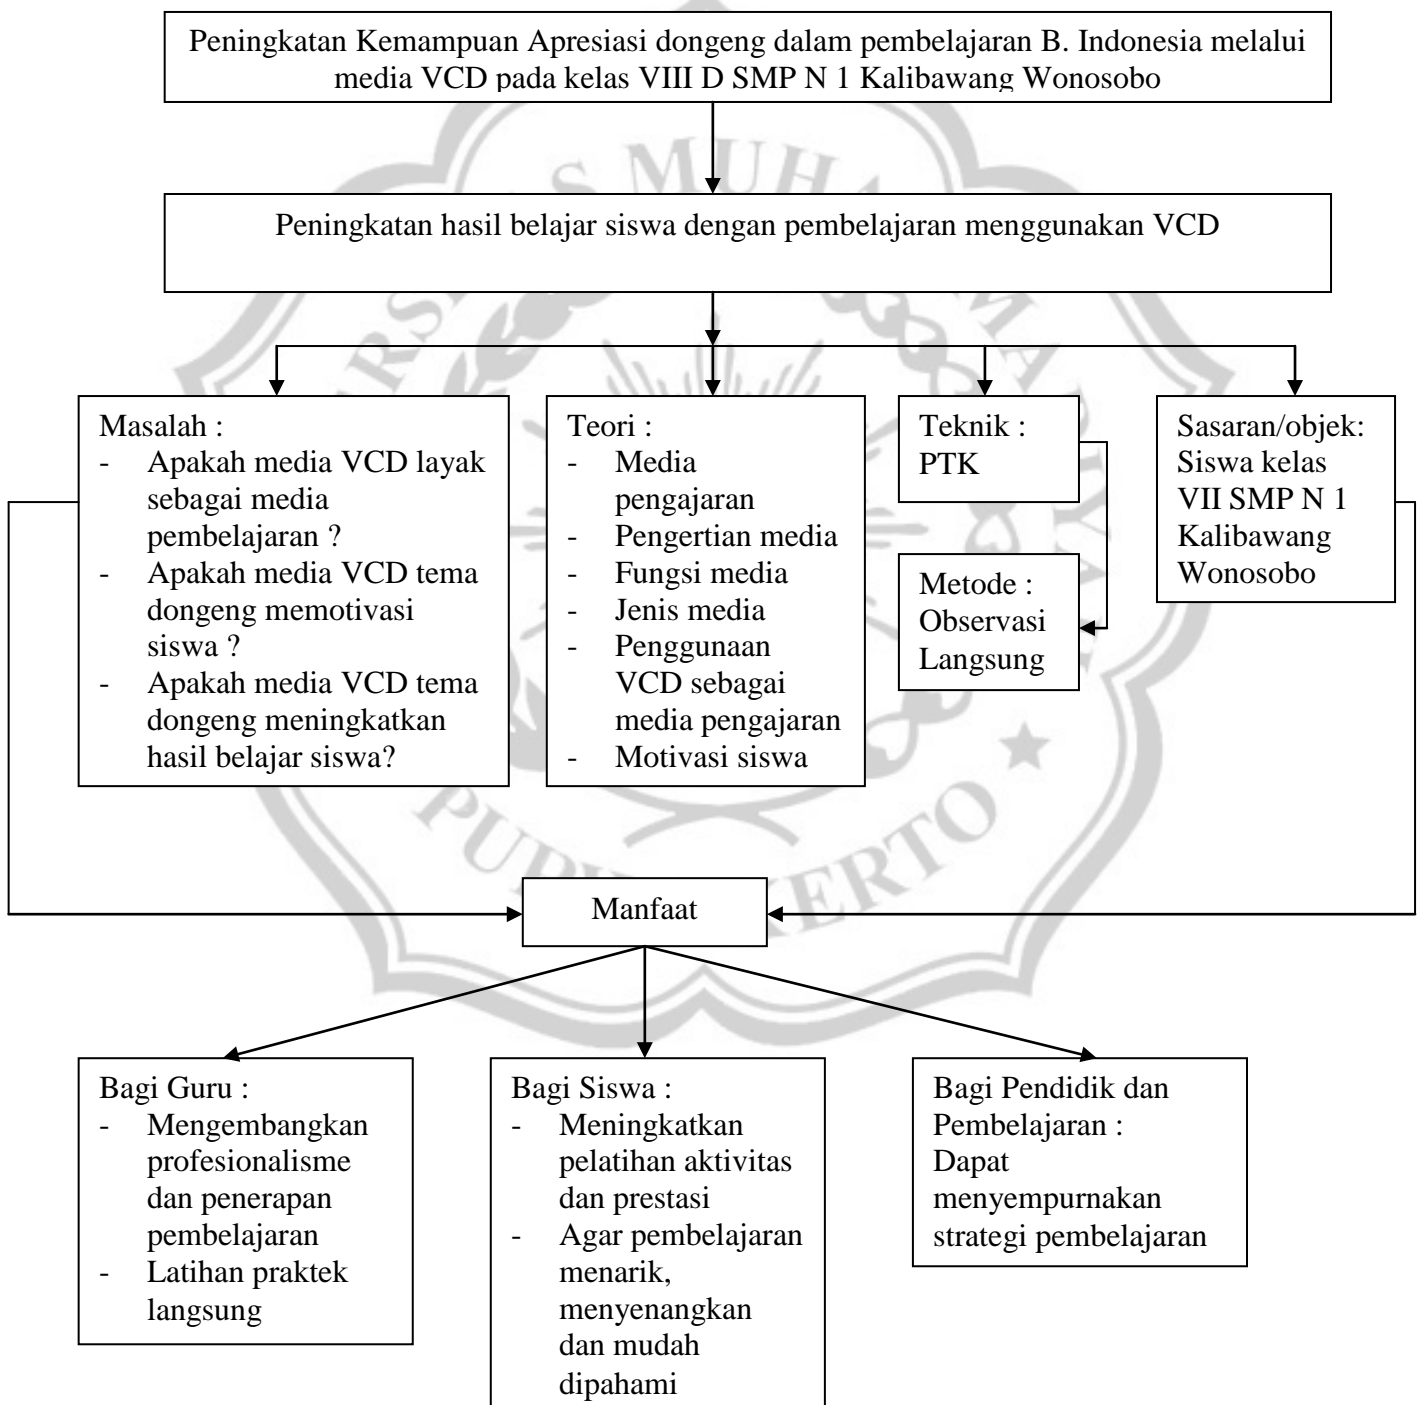 Peningkatan Kemampuan Apresiasi dongeng dalam pembelajaran B. Indonesia melalui
media VCD pada kelas VIII D SMP N 1 Kalibawang Wonosobo
Peningkatan hasil belajar siswa dengan pembelajaran menggunakan VCD
Masalah :
- Apakah media VCD layak
sebagai media
pembelajaran ?
- Apakah media VCD tema
dongeng memotivasi
siswa ?
- Apakah media VCD tema
dongeng meningkatkan
hasil belajar siswa?
Teori :
- Media
pengajaran
- Pengertian media
- Fungsi media
- Jenis media
- Penggunaan
VCD sebagai
media pengajaran
- Motivasi siswa
Teknik :
PTK
Metode :
Observasi
Langsung
Sasaran/objek:
Siswa kelas
VII SMP N 1
Kalibawang
Wonosobo
Manfaat
Bagi Guru :
- Mengembangkan
profesionalisme
dan penerapan
pembelajaran
- Latihan praktek
langsung
Bagi Siswa :
- Meningkatkan
pelatihan aktivitas
dan prestasi
- Agar pembelajaran
menarik,
menyenangkan
dan mudah
dipahami
Bagi Pendidik dan
Pembelajaran :
Dapat
menyempurnakan
strategi pembelajaran